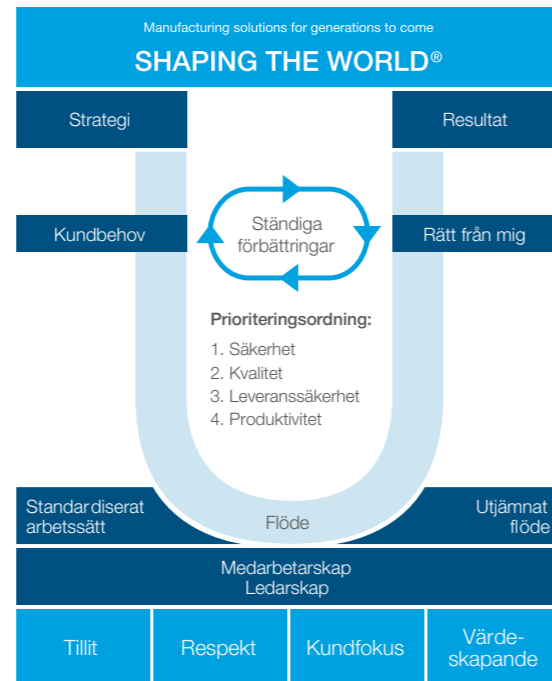 Manufacturing solutions for generations to come
SHAPING THE WORLD®
Strategi
Resultat
Kundbehov
Ständiga
förbättringar
Rätt från mig
Prioriteringsordning:
1. Säkerhet
2. Kvalitet
3. Leveranssäkerhet
4. Produktivitet
Standardiserat
arbetssätt
Flöde
Utjämnat
flöde
Medarbetarskap
Ledarskap
Tillit
Respekt
Kundfokus
Värde-
skapande